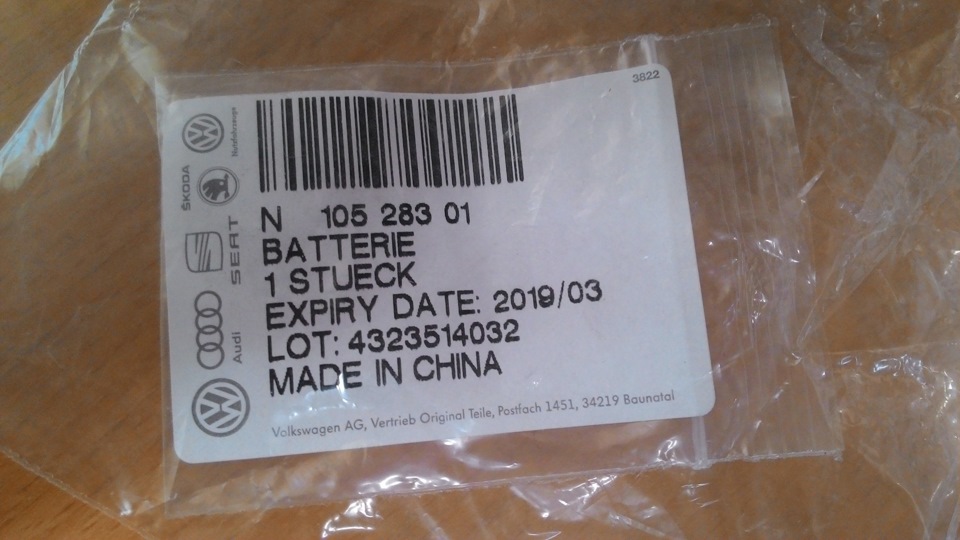 3822
Nutzfahrzeuge
ŠKODA
SEAT
Audi
N 105 283 01
BATTERIE
1 STUECK
EXPIRY DATE: 2019/03
LOT: 4323514032
MADE IN CHINA
Volkswagen AG, Vertrieb Original Teile, Postfach 1451, 34219 Baunatal